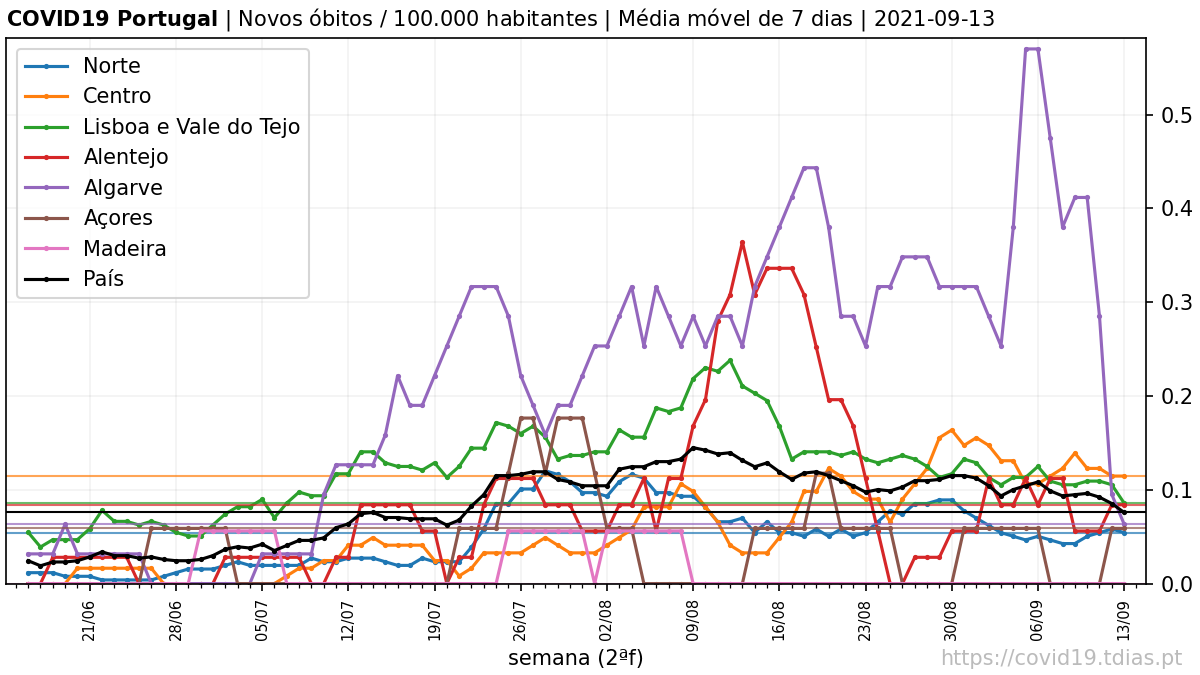 COVID19 Portugal | Novos óbitos / 100.000 habitantes | Média móvel de 7 dias | 2021-09-13
Norte
Centro
Lisboa e Vale do Tejo
Alentejo
Algarve
Açores
Madeira
País
0.5
0.4
0.3
0.2
0.1
0.0
21/06
28/06
05/07
12/07
19/07
26/07
02/08
09/08
16/08
23/08
30/08
06/09
13/09
semana (2ªf)
https://covid19.tdias.pt